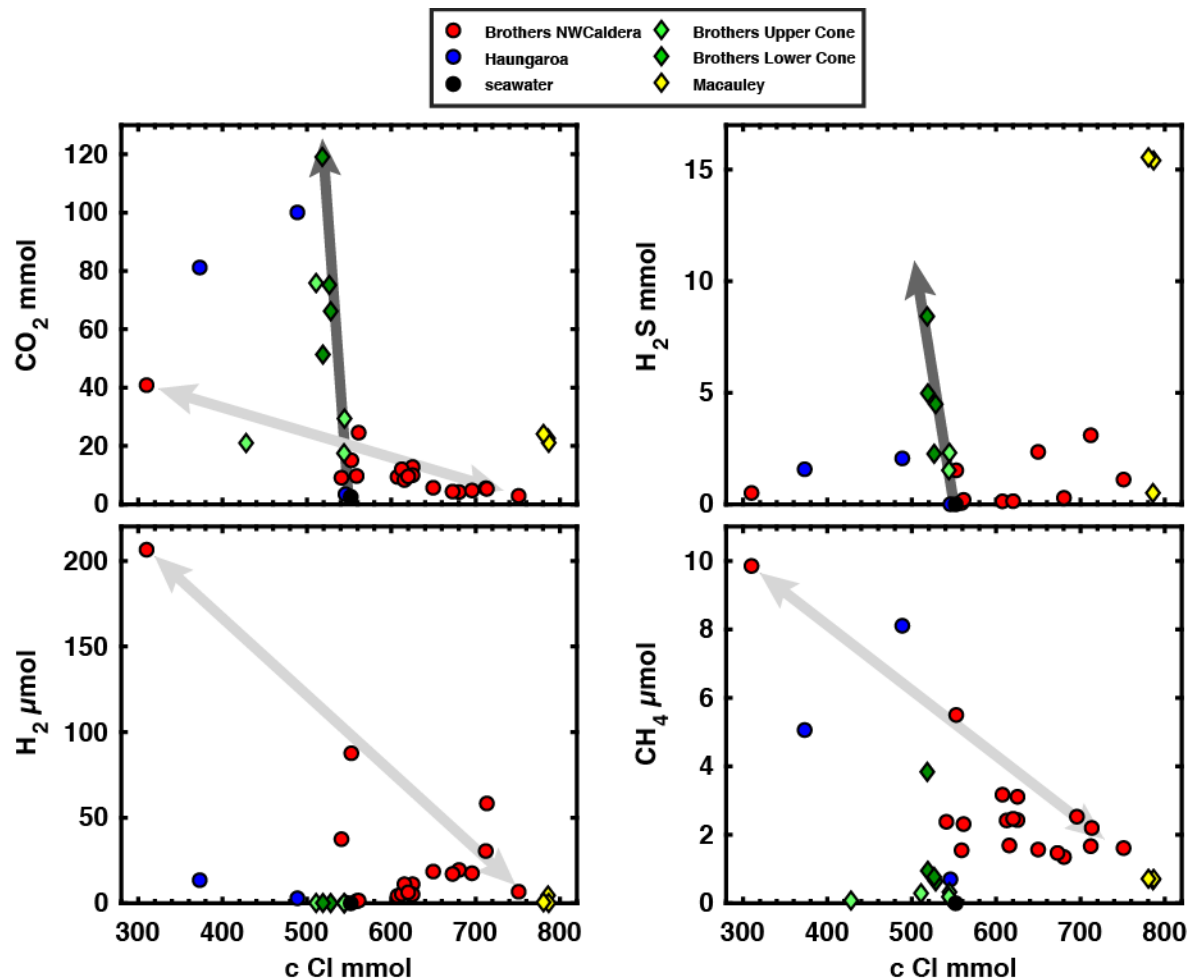 Brothers NWCaldera
Brothers Upper Cone
Haungaroa
Brothers Lower Cone
seawater
Macauley
120
100
80
60
40
20
0
CO2 mmol
15
10
5
0
H2S mmol
200
150
100
50
0
H2 µmol
300 400 500 600 700 800
c Cl mmol
10
8
6
4
2
0
CH4 µmol
300 400 500 600 700 800
c Cl mmol